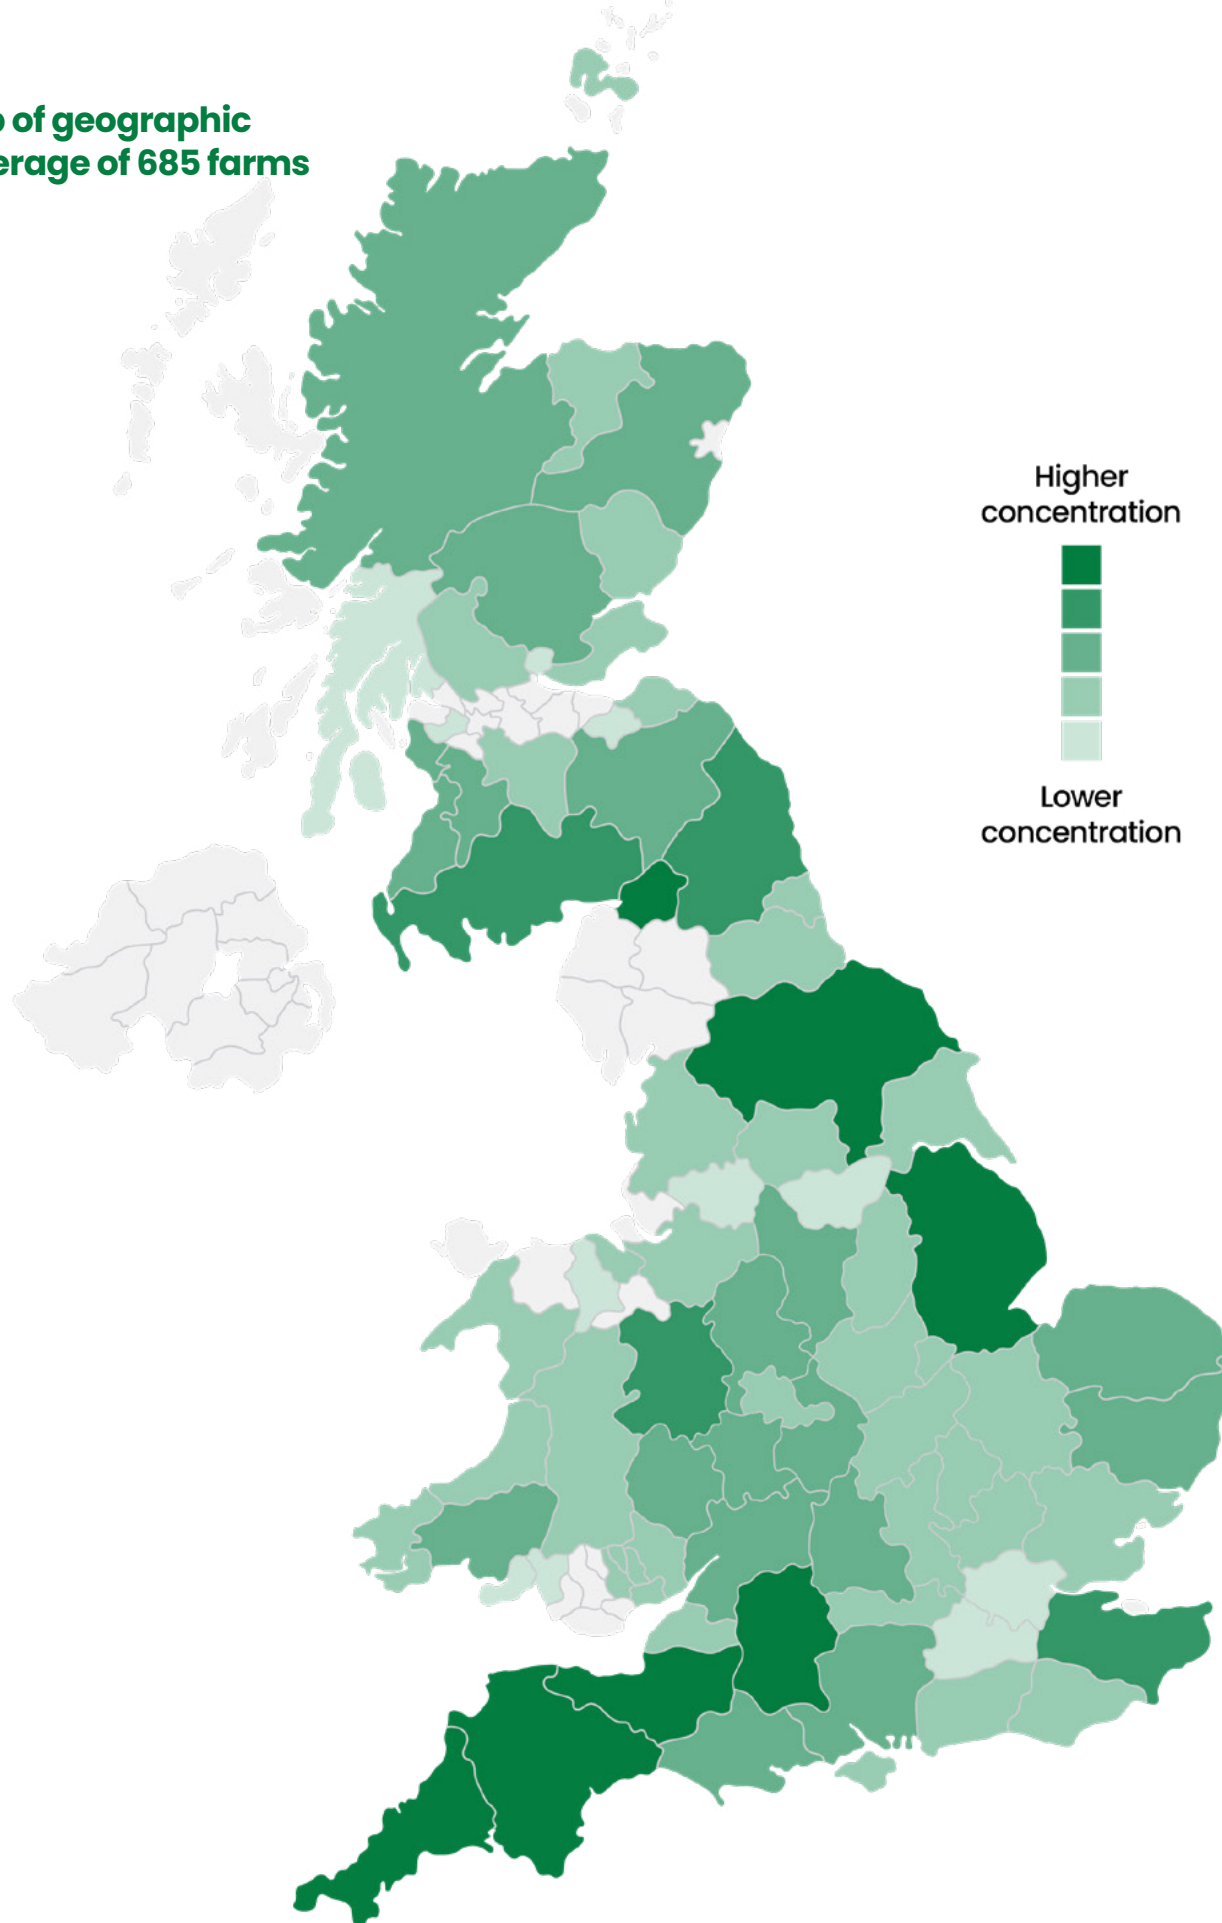 of geographic
erage of 685 farms
Higher
concentration
Lower
concentration